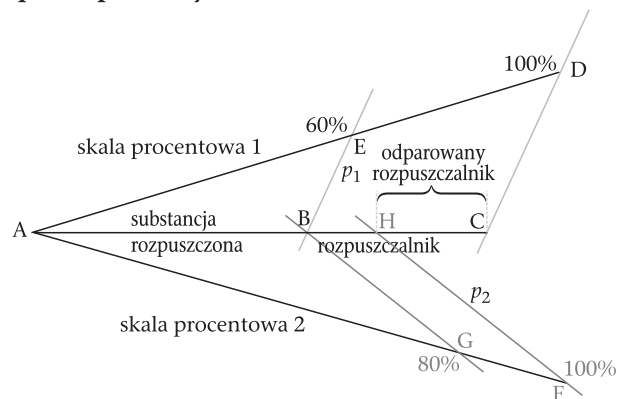 100%
D
60%
E
skala procentowa 1
odparowany
rozpuszczalnik
p1
A
substancja
B
H
C
rozpuszczona
rozpuszczalnik
p2
skala procentowa 2
G
80%
100%
F